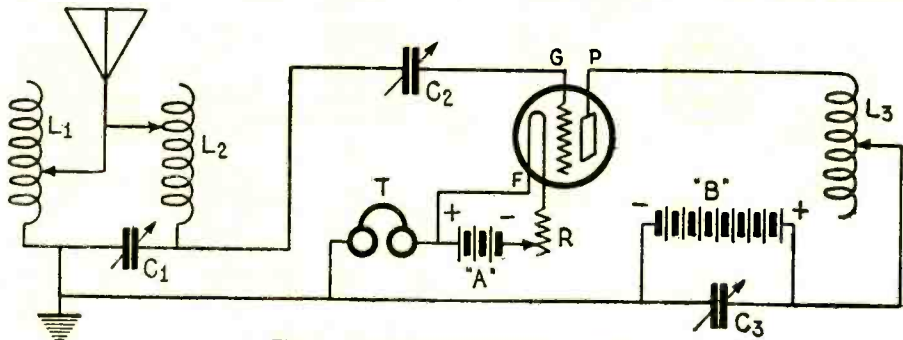 G P
L1
L2
L3
C2
F
T
+ -
R
"A"
- "B" +
C1
C3